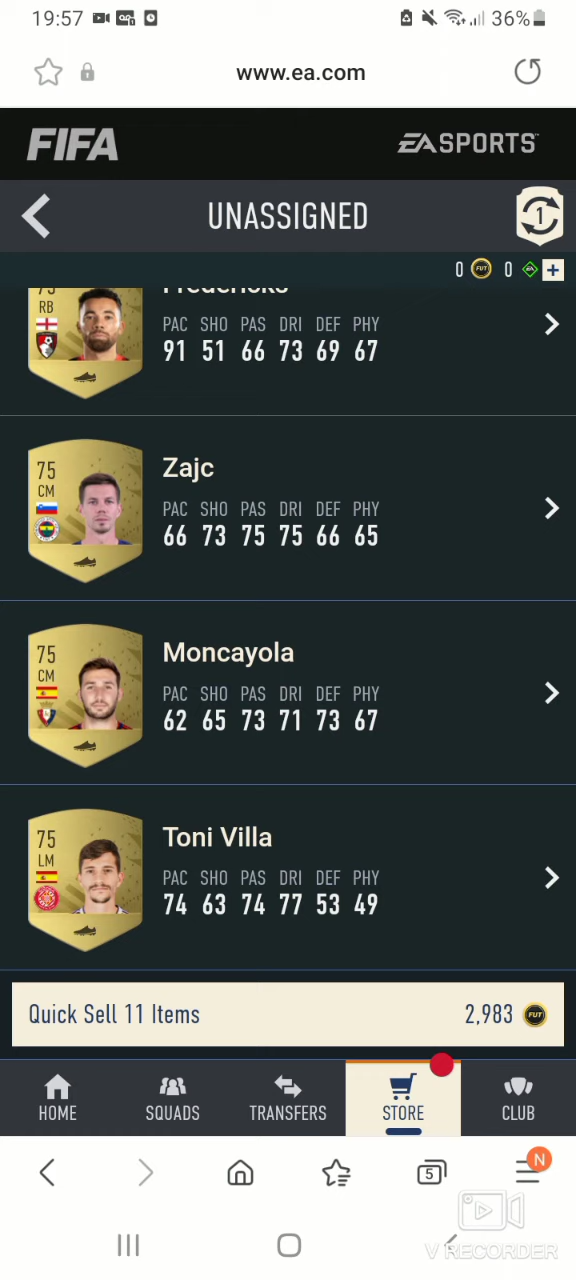 19:57 36%
www.ea.com
FIFA EA SPORTS
UNASSIGNED 1
0 FUT 0 +
75 Fredericks
RB PAC SHO PAS DRI DEF PHY
91 51 66 73 69 67
Zajc
75
CM PAC SHO PAS DRI DEF PHY
66 73 75 75 66 65
Moncayola
75
CM PAC SHO PAS DRI DEF PHY
62 65 73 71 73 67
Toni Villa
75
LM PAC SHO PAS DRI DEF PHY
74 63 74 77 53 49
Quick Sell 11 Items 2,983 FUT
HOME SQUADS TRANSFERS STORE CLUB
5 N
V RECORDER